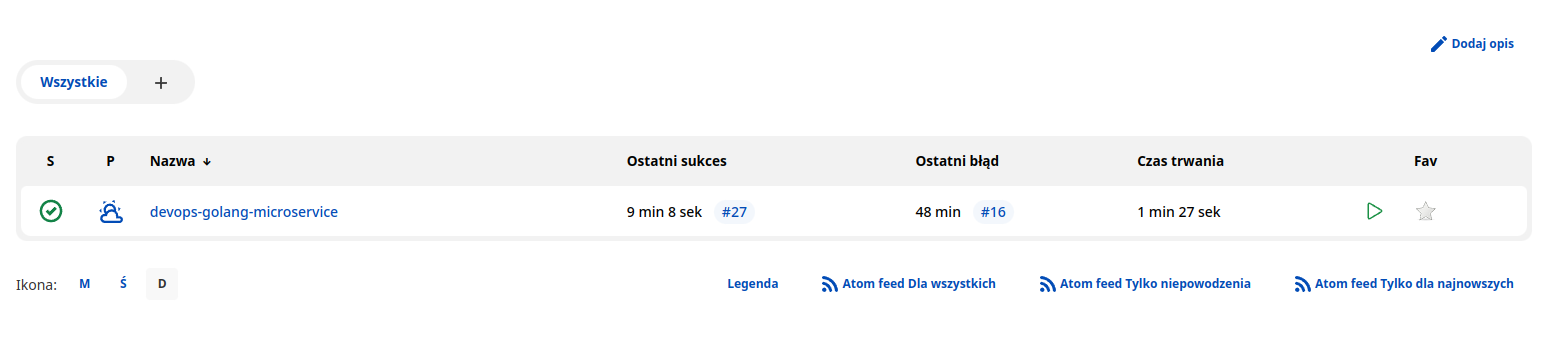 Dodaj opis
Wszystkie +
S P Nazwa ↓ Ostatni sukces Ostatni błąd Czas trwania Fav
devops-golang-microservice 9 min 8 sek #27 48 min #16 1 min 27 sek
Ikona: M Ś D Legenda Atom feed Dla wszystkich Atom feed Tylko niepowodzenia Atom feed Tylko dla najnowszych